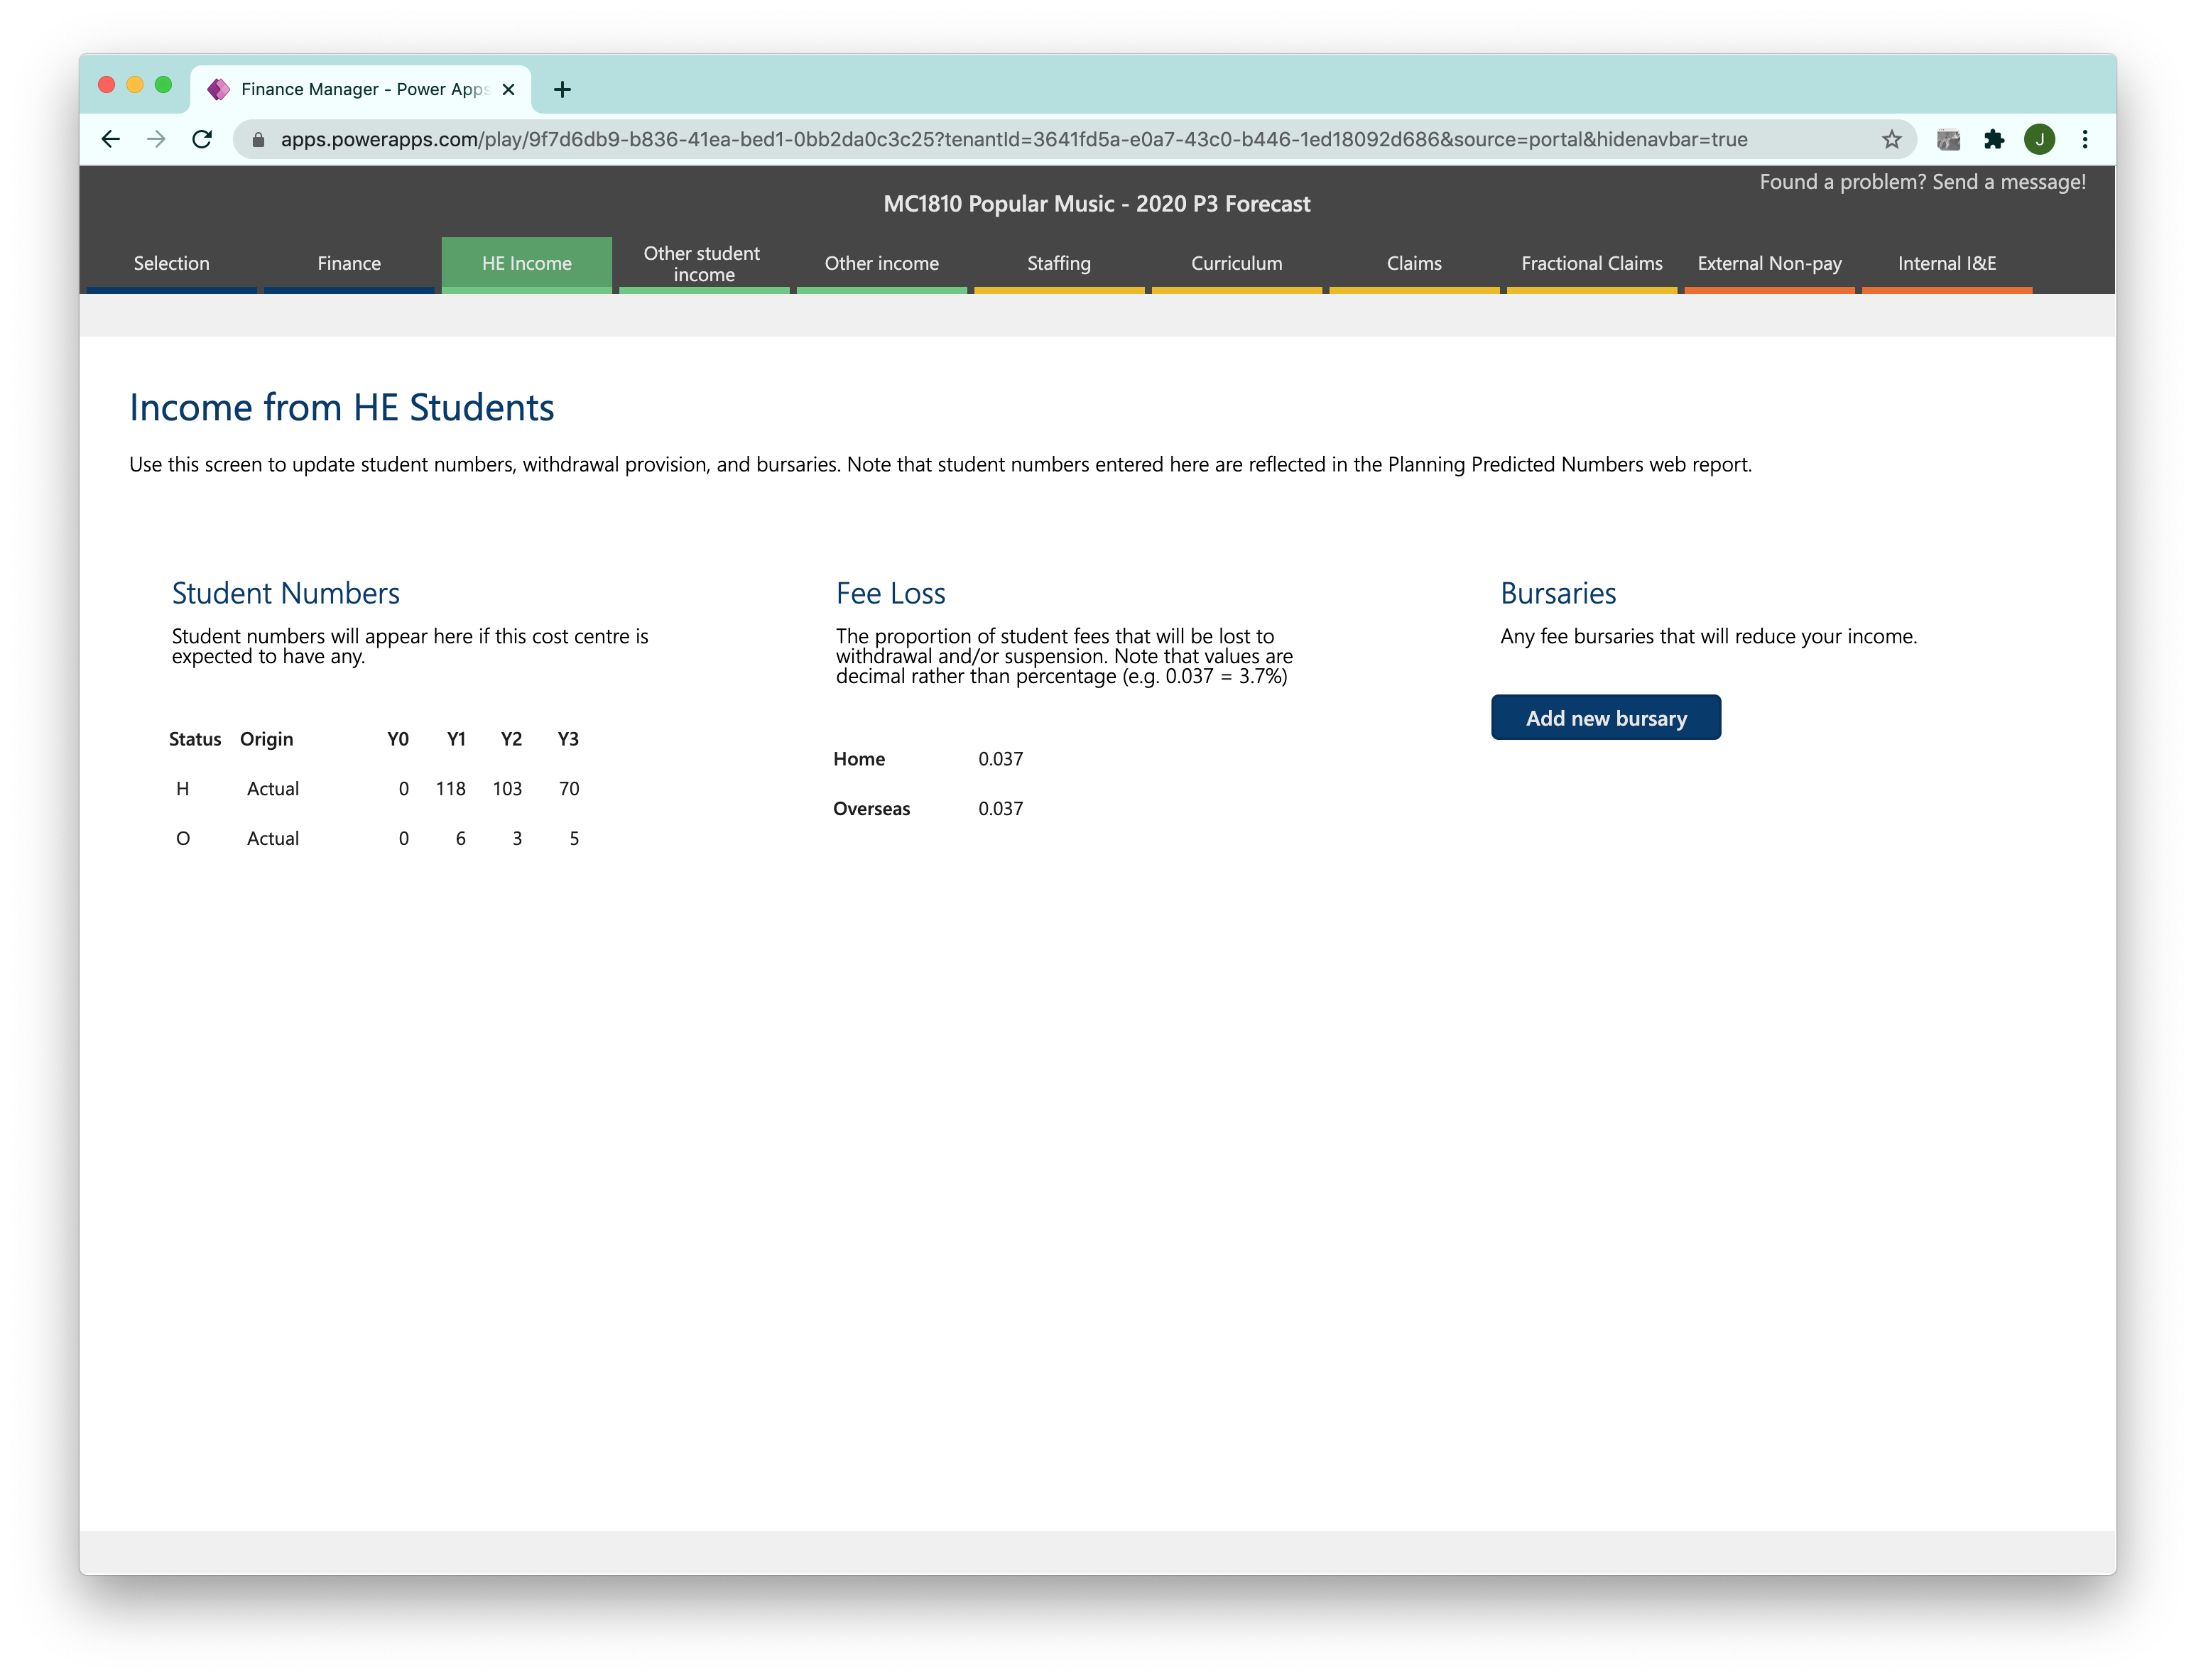 Finance Manager - Power Apps
apps.powerapps.com/play/9f7d6db9-b836-41ea-bed1-0bb2da0c3c25?tenantId=3641fd5a-e0a7-43c0-b446-1ed18092d686&source=portal&hidenavbar=true
J
Found a problem? Send a message!
MC1810 Popular Music - 2020 P3 Forecast
Selection Finance HE Income Other student income Other income Staffing Curriculum Claims Fractional Claims External Non-pay Internal I&E
Income from HE Students
Use this screen to update student numbers, withdrawal provision, and bursaries. Note that student numbers entered here are reflected in the Planning Predicted Numbers web report.
Student Numbers
Student numbers will appear here if this cost centre is
expected to have any.
Status Origin Y0 Y1 Y2 Y3
H Actual 0 118 103 70
O Actual 0 6 3 5
Fee Loss
The proportion of student fees that will be lost to
withdrawal and/or suspension. Note that values are
decimal rather than percentage (e.g. 0.037 = 3.7%)
Home 0.037
Overseas 0.037
Bursaries
Any fee bursaries that will reduce your income.
Add new bursary